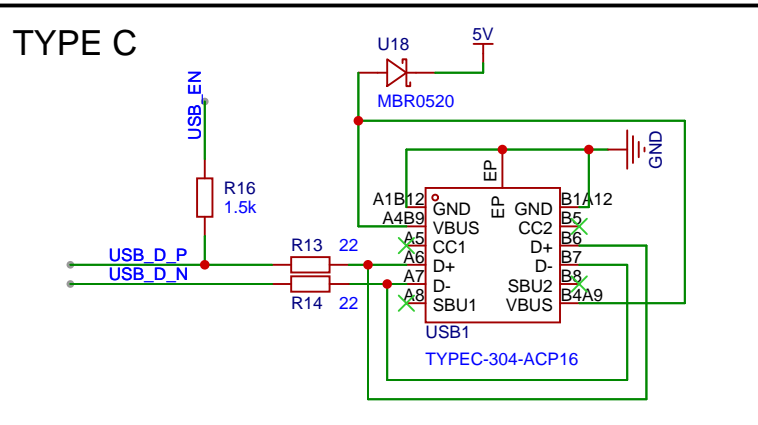 TYPE C
U18
5V
MBR0520
USB_EN
GND
EP
EP
R16
1.5k
A1B12
GND
GND
B1A12
A4B9
VBUS
CC2
B5
A5
CC1
D+
B6
USB_D_P
R13
22
A6
D+
D-
B7
USB_D_N
A7
D-
SBU2
B8
R14
22
A8
SBU1
VBUS
B4A9
USB1
TYPEC-304-ACP16